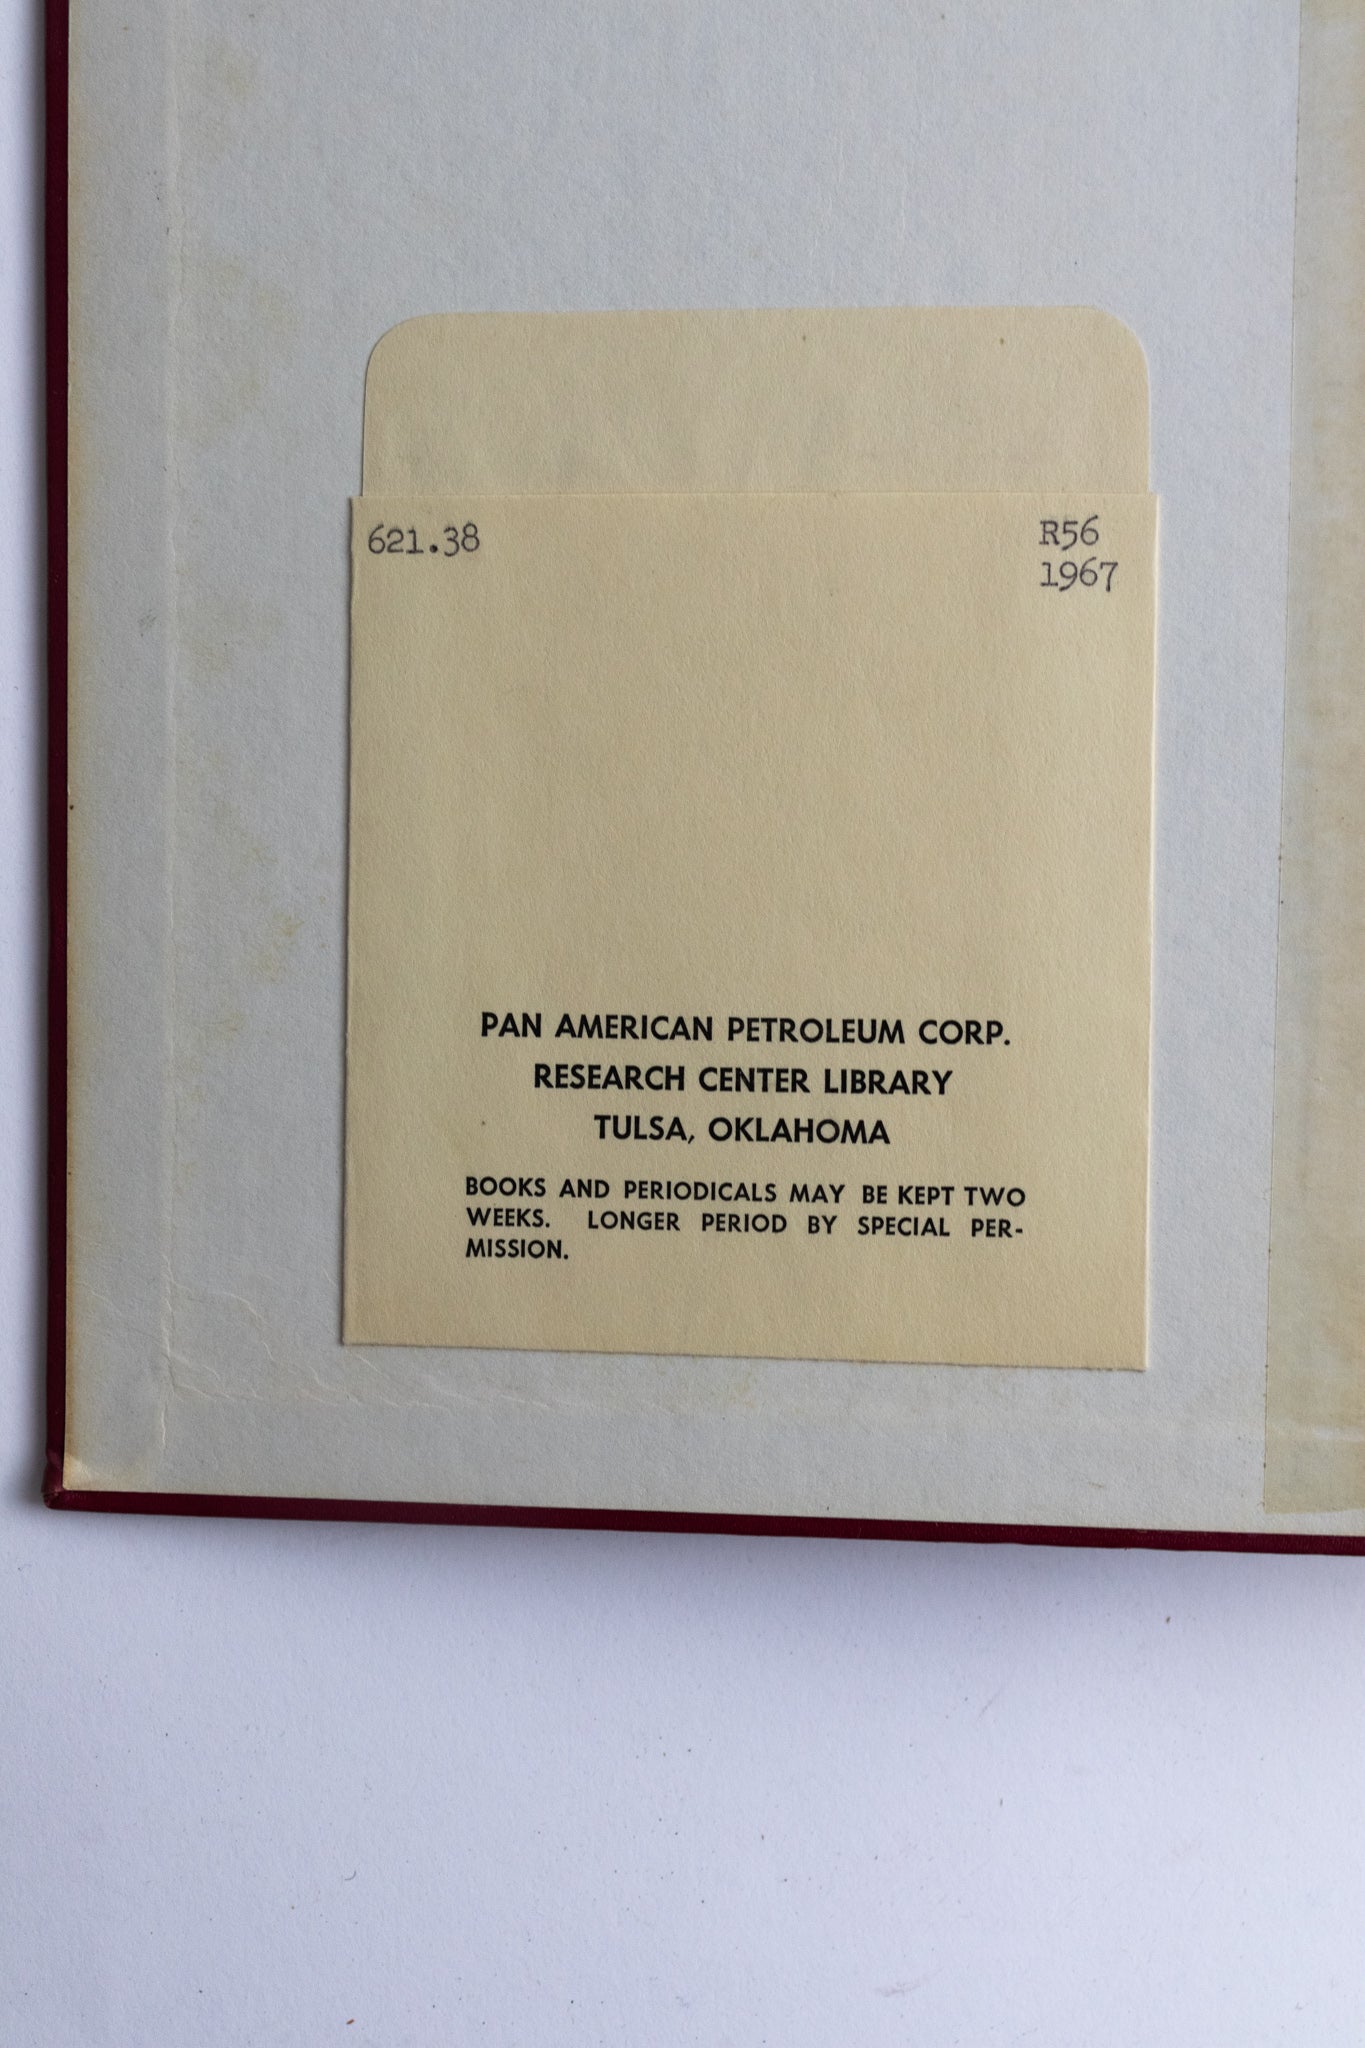 621.38
R56
1967
PAN AMERICAN PETROLEUM CORP.
RESEARCH CENTER LIBRARY
TULSA, OKLAHOMA
BOOKS AND PERIODICALS MAY BE KEPT TWO
WEEKS. LONGER PERIOD BY SPECIAL PER-
MISSION.